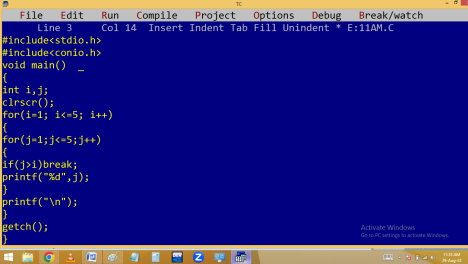 TC
File Edit Run Compile Project Options Debug Break/watch
Line 3 Col 14 Insert Indent Tab Fill Unindent * E:11AM.C
#include<stdio.h>
#include<conio.h>
void main() _
{
int i,j;
clrscr();
for(i=1; i<=5; i++)
{
for(j=1;j<=5;j++)
{
if(j>i)break;
printf("%d",j);
}
printf("\n");
}
getch();
}
Activate Windows
Go to PC settings to activate Windows.